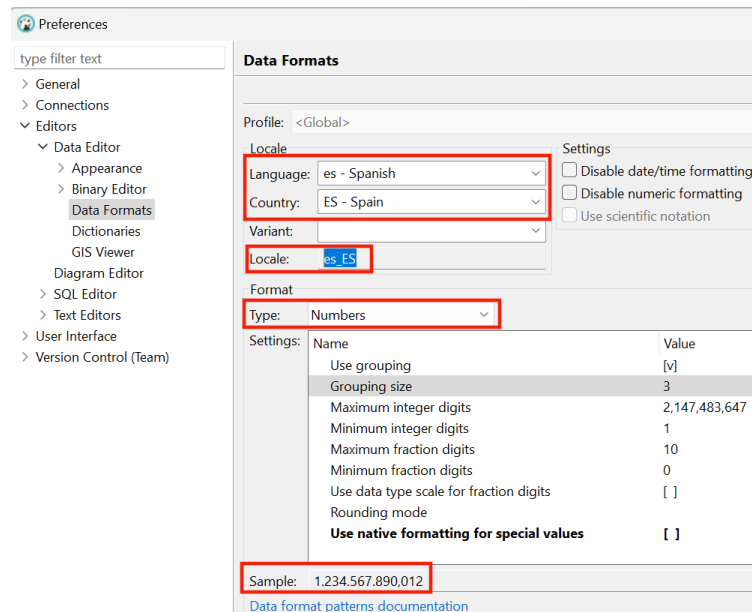 Preferences
type filter text
General
Connections
Editors
Data Editor
Appearance
Binary Editor
Data Formats
Dictionaries
GIS Viewer
Diagram Editor
SQL Editor
Text Editors
User Interface
Version Control (Team)
Data Formats
Profile: <Global>
Locale
Language: es - Spanish
Country: ES - Spain
Variant:
Locale: es_ES
Settings
Disable date/time formatting
Disable numeric formatting
Use scientific notation
Format
Type: Numbers
Settings: Name Value
Use grouping [v]
Grouping size 3
Maximum integer digits 2,147,483,647
Minimum integer digits 1
Maximum fraction digits 10
Minimum fraction digits 0
Use data type scale for fraction digits [ ]
Rounding mode
Use native formatting for special values [ ]
Sample: 1.234.567.890,012
Data format patterns documentation